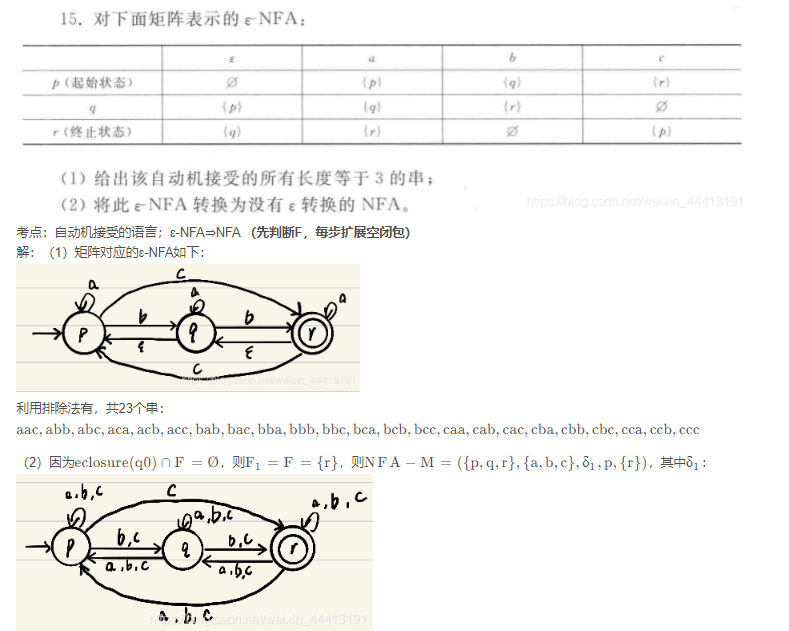 15. 对下面矩阵表示的 ε-NFA：
ε a b c
p（起始状态） ∅ {p} {q} {r}
q {p} {q} {r} ∅
r（终止状态） {q} {r} ∅ {p}
（1）给出该自动机接受的所有长度等于 3 的串；
（2）将此 ε-NFA 转换为没有 ε 转换的 NFA。
https://blog.csdn.net/weixin_44413191
考点：自动机接受的语言；ε-NFA⇒NFA （先判断F，每步扩展空闭包）
解：（1）矩阵对应的ε-NFA如下：
c
a a a
b b
p q r
ε ε
c
https://blog.csdn.net/weixin_44413191
利用排除法有，共23个串：
aac, abb, abc, aca, acb, acc, bab, bac, bba, bbb, bbc, bca, bcb, bcc, caa, cab, cac, cba, cbb, cbc, cca, ccb, ccc
（2）因为eclosure(q0) ∩ F = Ø，则F₁ = F = {r}，则N F A − M = ({p, q, r}, {a, b, c}, δ₁, p, {r})，其中δ₁：
a,b,c c a,b,c
a,b,c
b,c b,c
p q r
a,b,c a,b,c
a,b,c
https://blog.csdn.net/weixin_44413191